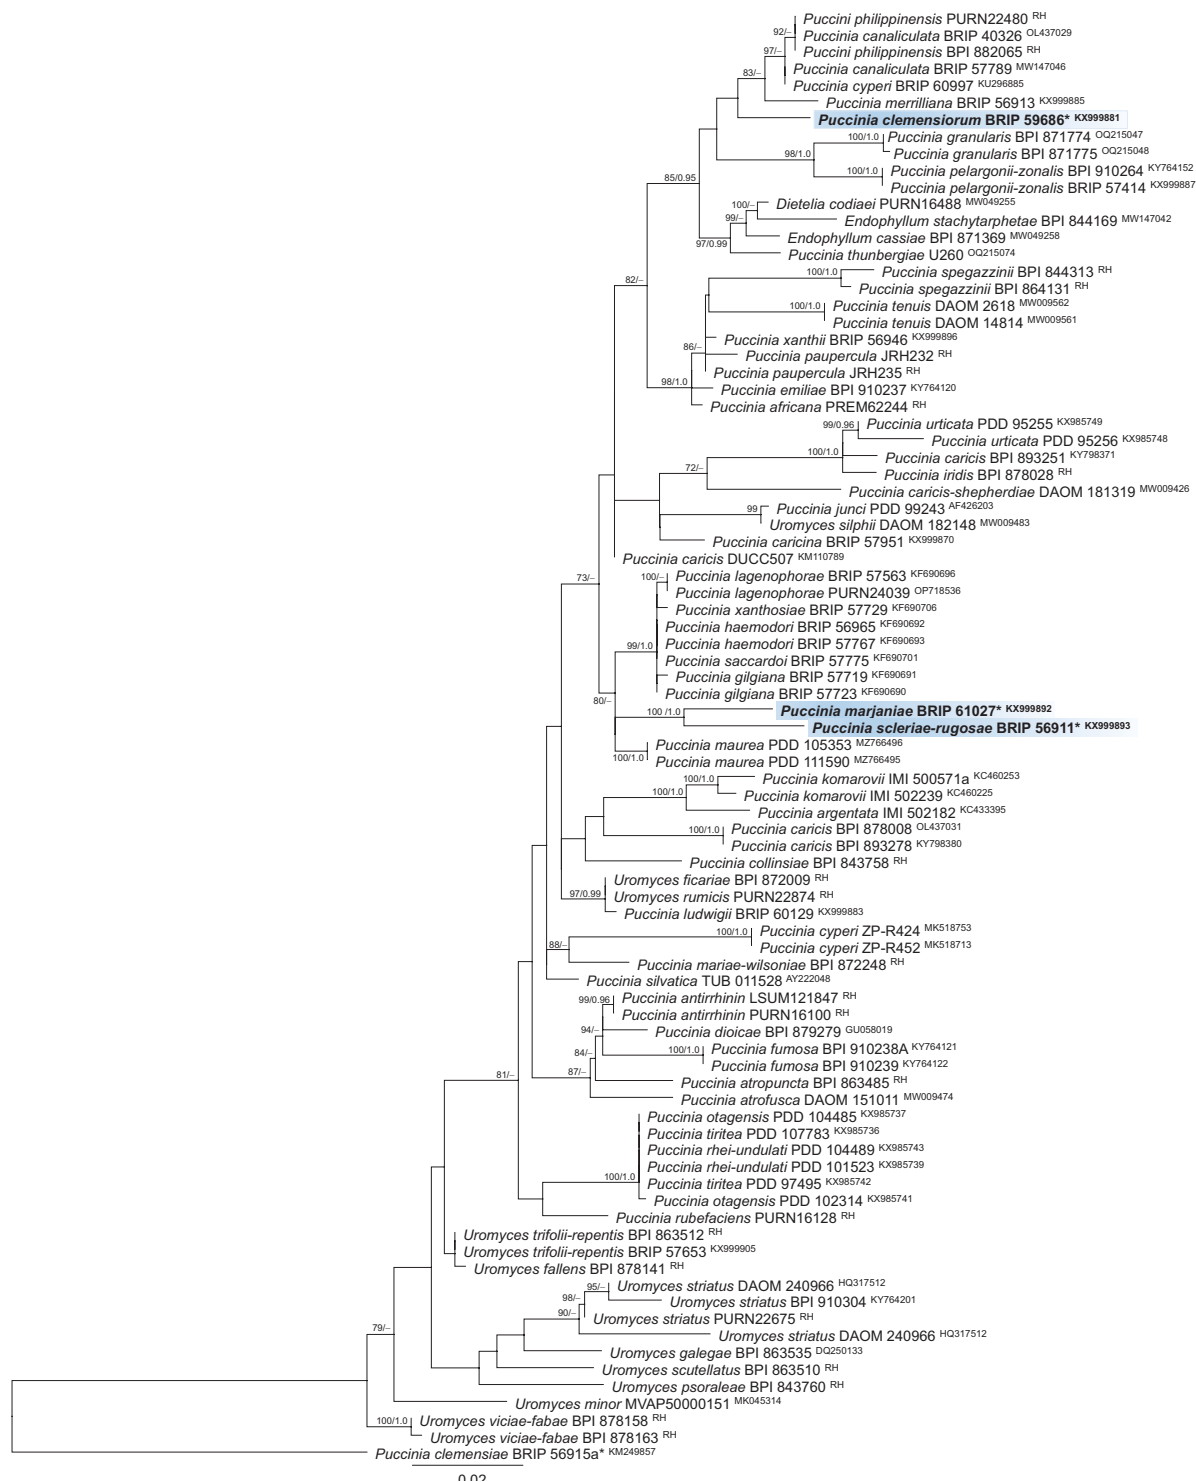 Puccini philippinensis PURN22480 RH
92/–
Puccinia canaliculata BRIP 40326 OL437029
Puccini philippinensis BPI 882065 RH
97/–
Puccinia canaliculata BRIP 57789 MW147046
83/–
Puccinia cyperi BRIP 60997 KU296885
Puccinia merrilliana BRIP 56913 KX999885
Puccinia clemensiorum BRIP 59686* KX999881
100/1.0
Puccinia granularis BPI 871774 OQ215047
98/1.0
Puccinia granularis BPI 871775 OQ215048
100/1.0
Puccinia pelargonii-zonalis BPI 910264 KY764152
85/0.95
Puccinia pelargonii-zonalis BRIP 57414 KX999887
100/–
Dietelia codiaei PURN16488 MW049255
99/–
Endophyllum stachytarphetae BPI 844169 MW147042
97/0.99
Endophyllum cassiae BPI 871369 MW049258
Puccinia thunbergiae U260 OQ215074
82/–
100/1.0
Puccinia spegazzinii BPI 844313 RH
Puccinia spegazzinii BPI 864131 RH
100/1.0
Puccinia tenuis DAOM 2618 MW009562
Puccinia tenuis DAOM 14814 MW009561
86/–
Puccinia xanthii BRIP 56946 KX999896
Puccinia paupercula JRH232 RH
Puccinia paupercula JRH235 RH
98/1.0
Puccinia emiliae BPI 910237 KY764120
Puccinia africana PREM62244 RH
99/0.96
Puccinia urticata PDD 95255 KX985749
Puccinia urticata PDD 95256 KX985748
100/1.0
Puccinia caricis BPI 893251 KY798371
72/–
Puccinia iridis BPI 878028 RH
Puccinia caricis-shepherdiae DAOM 181319 MW009426
99
Puccinia junci PDD 99243 AF426203
Uromyces silphii DAOM 182148 MW009483
Puccinia caricina BRIP 57951 KX999870
Puccinia caricis DUCC507 KM110789
73/–
100/–
Puccinia lagenophorae BRIP 57563 KF690696
Puccinia lagenophorae PURN24039 OP718536
Puccinia xanthosiae BRIP 57729 KF690706
Puccinia haemodori BRIP 56965 KF690692
99/1.0
Puccinia haemodori BRIP 57767 KF690693
Puccinia saccardoi BRIP 57775 KF690701
Puccinia gilgiana BRIP 57719 KF690691
80/–
Puccinia gilgiana BRIP 57723 KF690690
100 /1.0
Puccinia marjaniae BRIP 61027* KX999892
Puccinia scleriae-rugosae BRIP 56911* KX999893
Puccinia maurea PDD 105353 MZ766496
100/1.0
Puccinia maurea PDD 111590 MZ766495
100/1.0
Puccinia komarovii IMI 500571a KC460253
100/1.0
Puccinia komarovii IMI 502239 KC460225
Puccinia argentata IMI 502182 KC433395
100/1.0
Puccinia caricis BPI 878008 OL437031
Puccinia caricis BPI 893278 KY798380
Puccinia collinsiae BPI 843758 RH
Uromyces ficariae BPI 872009 RH
97/0.99
Uromyces rumicis PURN22874 RH
Puccinia ludwigii BRIP 60129 KX999883
100/1.0
Puccinia cyperi ZP-R424 MK518753
88/–
Puccinia cyperi ZP-R452 MK518713
Puccinia mariae-wilsoniae BPI 872248 RH
Puccinia silvatica TUB 011528 AY222048
99/0.96
Puccinia antirrhinin LSUM121847 RH
Puccinia antirrhinin PURN16100 RH
94/–
Puccinia dioicae BPI 879279 GU058019
100/1.0
Puccinia fumosa BPI 910238A KY764121
84/–
Puccinia fumosa BPI 910239 KY764122
87/–
81/–
Puccinia atropuncta BPI 863485 RH
Puccinia atrofusca DAOM 151011 MW009474
Puccinia otagensis PDD 104485 KX985737
Puccinia tiritea PDD 107783 KX985736
Puccinia rhei-undulati PDD 104489 KX985743
Puccinia rhei-undulati PDD 101523 KX985739
100/1.0
Puccinia tiritea PDD 97495 KX985742
Puccinia otagensis PDD 102314 KX985741
Puccinia rubefaciens PURN16128 RH
Uromyces trifolii-repentis BPI 863512 RH
Uromyces trifolii-repentis BRIP 57653 KX999905
Uromyces fallens BPI 878141 RH
95/–
Uromyces striatus DAOM 240966 HQ317512
98/–
Uromyces striatus BPI 910304 KY764201
90/–
Uromyces striatus PURN22675 RH
79/–
Uromyces striatus DAOM 240966 HQ317512
Uromyces galegae BPI 863535 DQ250133
Uromyces scutellatus BPI 863510 RH
Uromyces psoraleae BPI 843760 RH
Uromyces minor MVAP50000151 MK045314
100/1.0
Uromyces viciae-fabae BPI 878158 RH
Uromyces viciae-fabae BPI 878163 RH
Puccinia clemensiae BRIP 56915a* KM249857
0.02